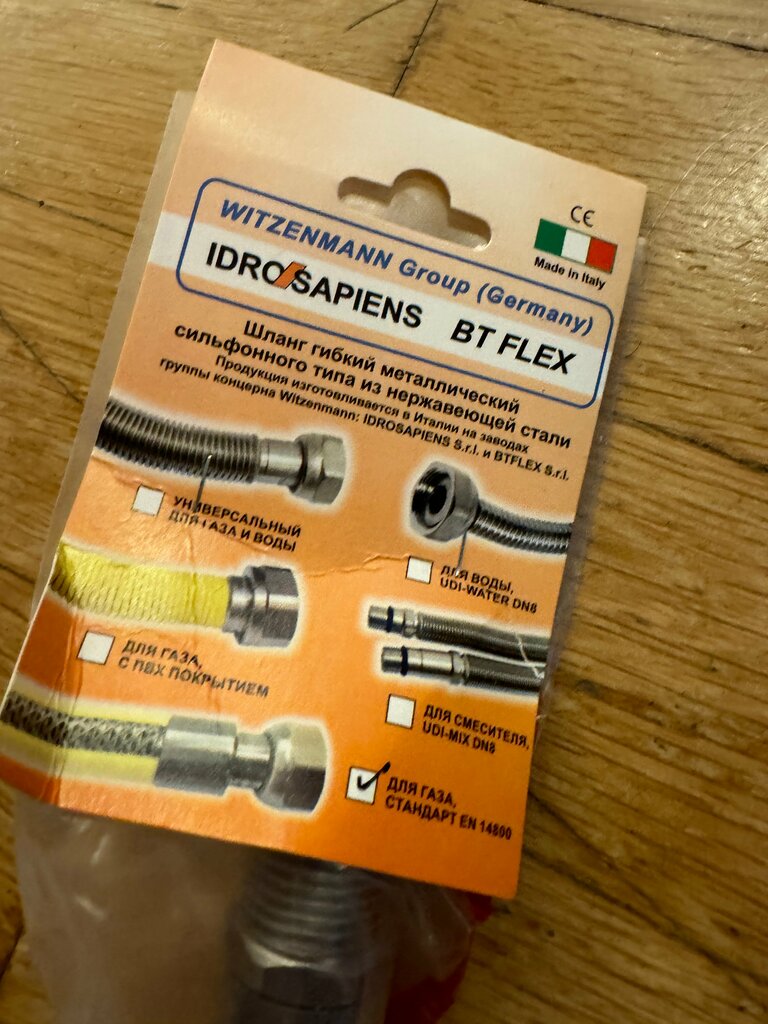 CE
Made in Italy
WITZENMANN Group (Germany)
IDROSAPIENS BT FLEX
Шланг гибкий металлический
сильфонного типа из нержавеющей стали
Продукция изготовливается в Италии на заводах
группы концерна Witzenmann: IDROSAPIENS S.r.l. и BTFLEX S.r.l.
УНИВЕРСАЛЬНЫЙ
ДЛЯ ГАЗА И ВОДЫ
ДЛЯ ВОДЫ,
UDI-WATER DN8
ДЛЯ ГАЗА,
С ПВХ ПОКРЫТИЕМ
ДЛЯ СМЕСИТЕЛЯ,
UDI-MIX DN8
ДЛЯ ГАЗА,
СТАНДАРТ EN 14800